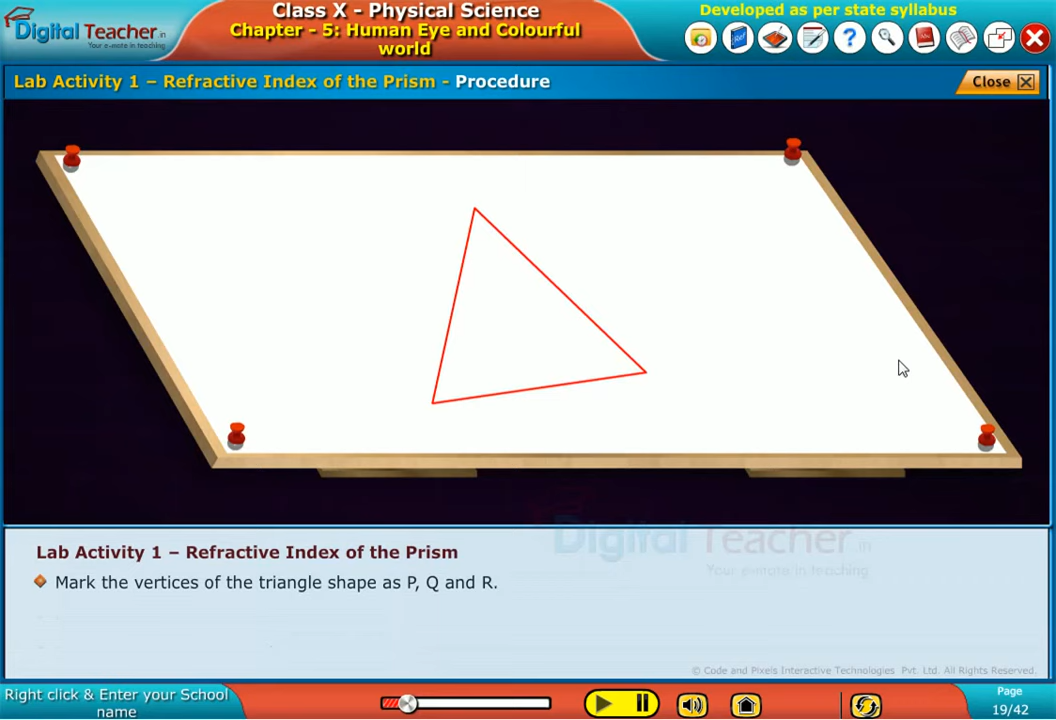 Digital Teacher.in
Your e-mate in teaching
Class X - Physical Science
Chapter - 5: Human Eye and Colourful
world
Developed as per state syllabus
Lab Activity 1 – Refractive Index of the Prism - Procedure
Close
Digital Teacher.in
Your e-mate in teaching
Lab Activity 1 – Refractive Index of the Prism
Mark the vertices of the triangle shape as P, Q and R.
© Code and Pixels Interactive Technologies Pvt. Ltd. All Rights Reserved.
Right click & Enter your School
name
Page
19/42